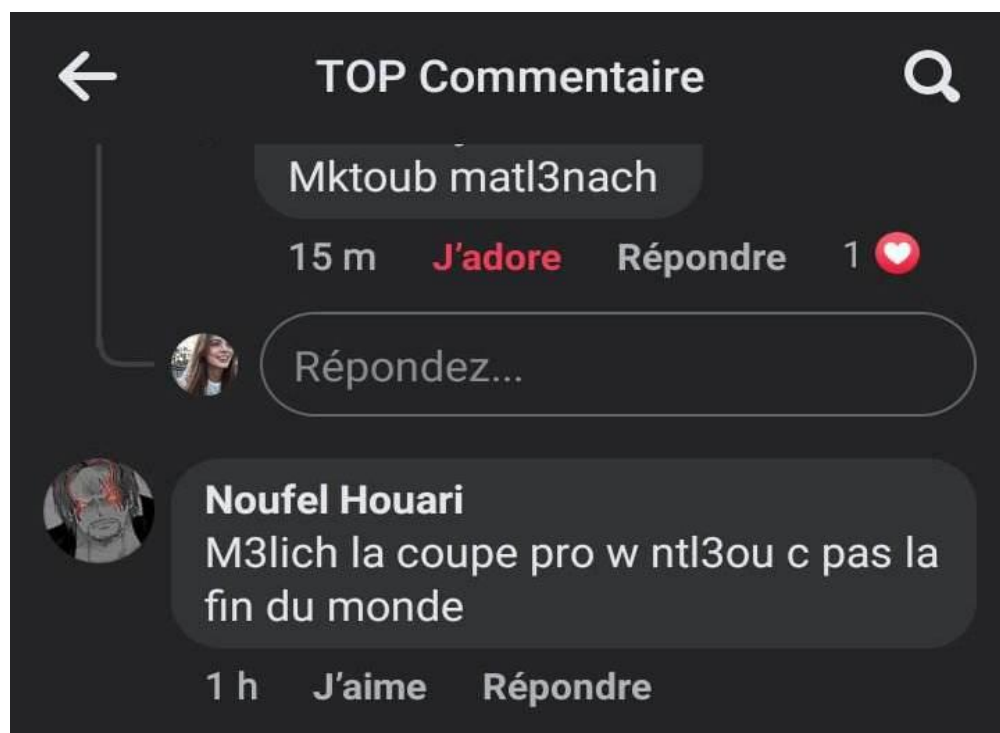 TOP Commentaire
Mktoub matl3nach
15 m J'adore Répondre 1
Répondez...
Noufel Houari
M3lich la coupe pro w ntl3ou c pas la
fin du monde
1 h J'aime Répondre